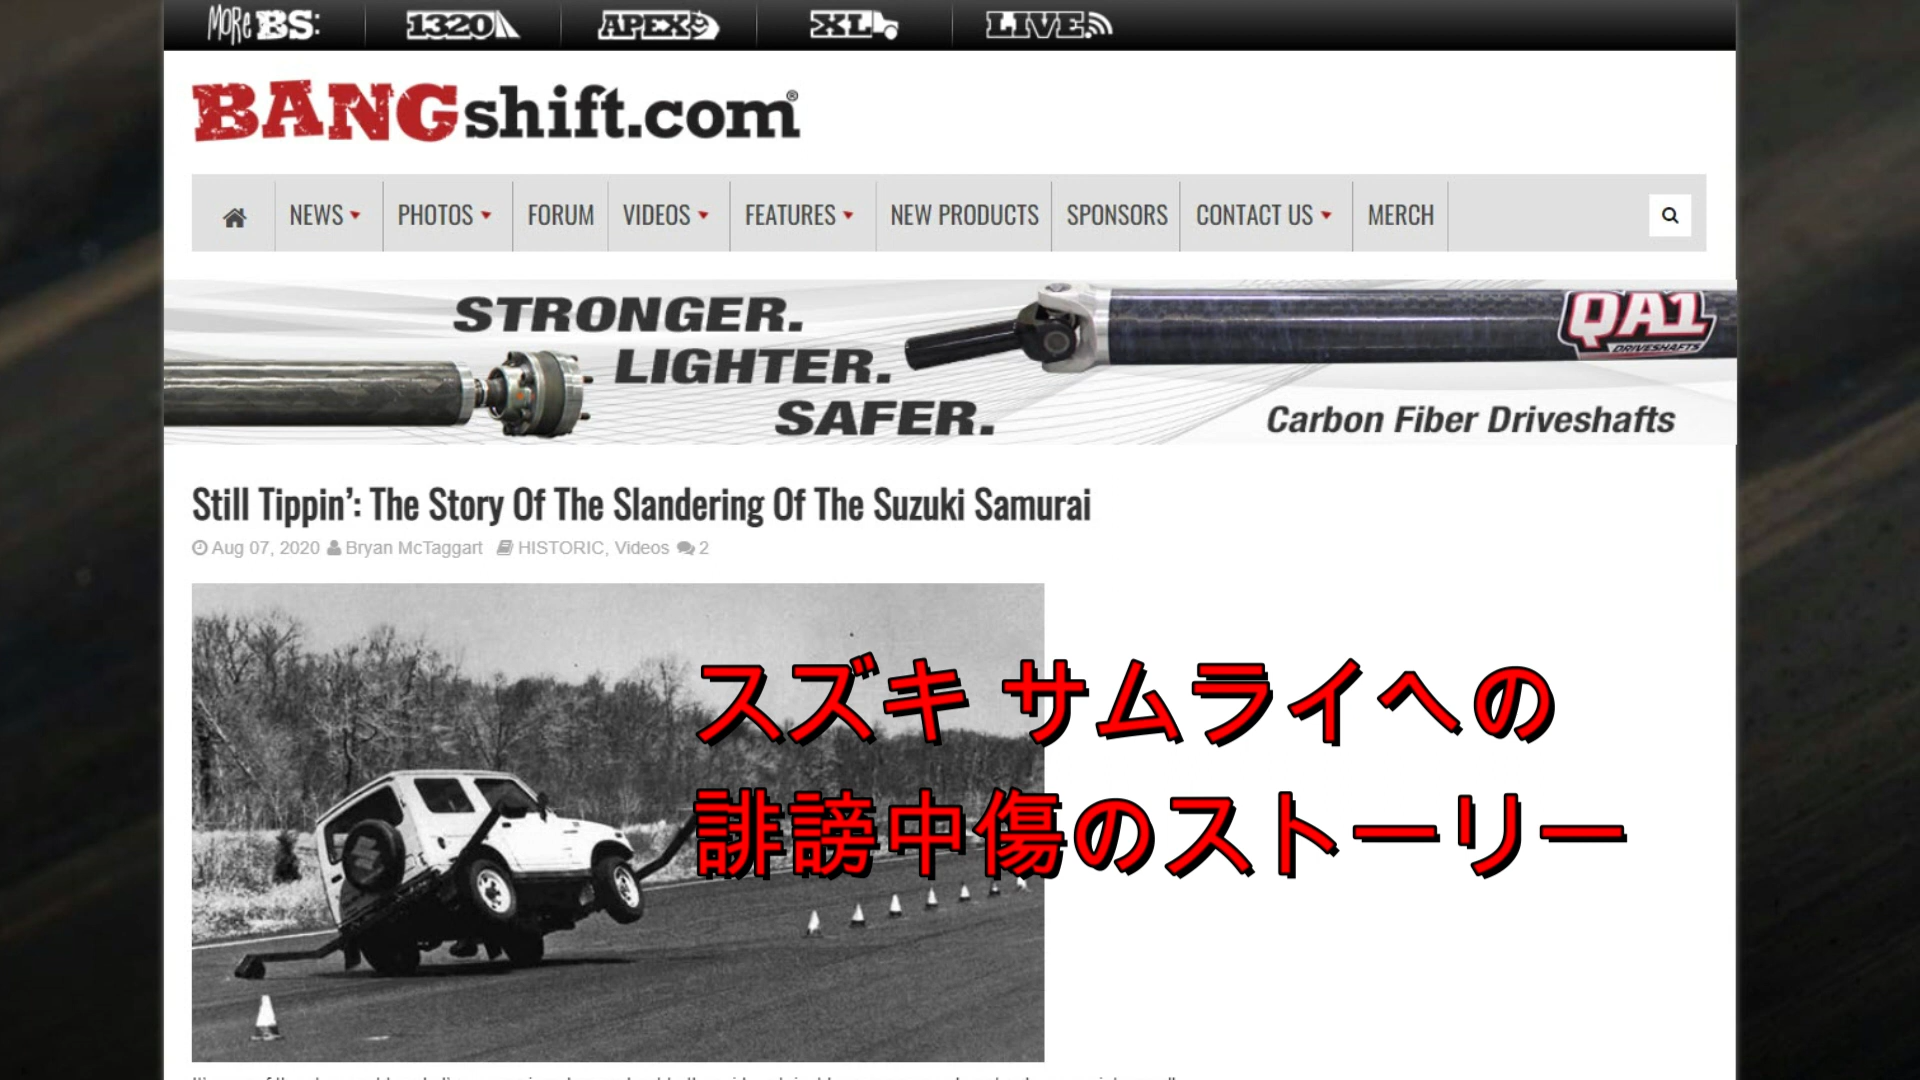 MORE BS:
1320
APEX
XL
LIVE
BANGshift.com®
NEWS
PHOTOS
FORUM
VIDEOS
FEATURES
NEW PRODUCTS
SPONSORS
CONTACT US
MERCH
STRONGER.
LIGHTER.
SAFER.
QA1
DRIVESHAFTS
Carbon Fiber Driveshafts
Still Tippin’: The Story Of The Slandering Of The Suzuki Samurai
Aug 07, 2020 Bryan McTaggart HISTORIC, Videos 2
スズキ サムライへの
誹謗中傷のストーリー